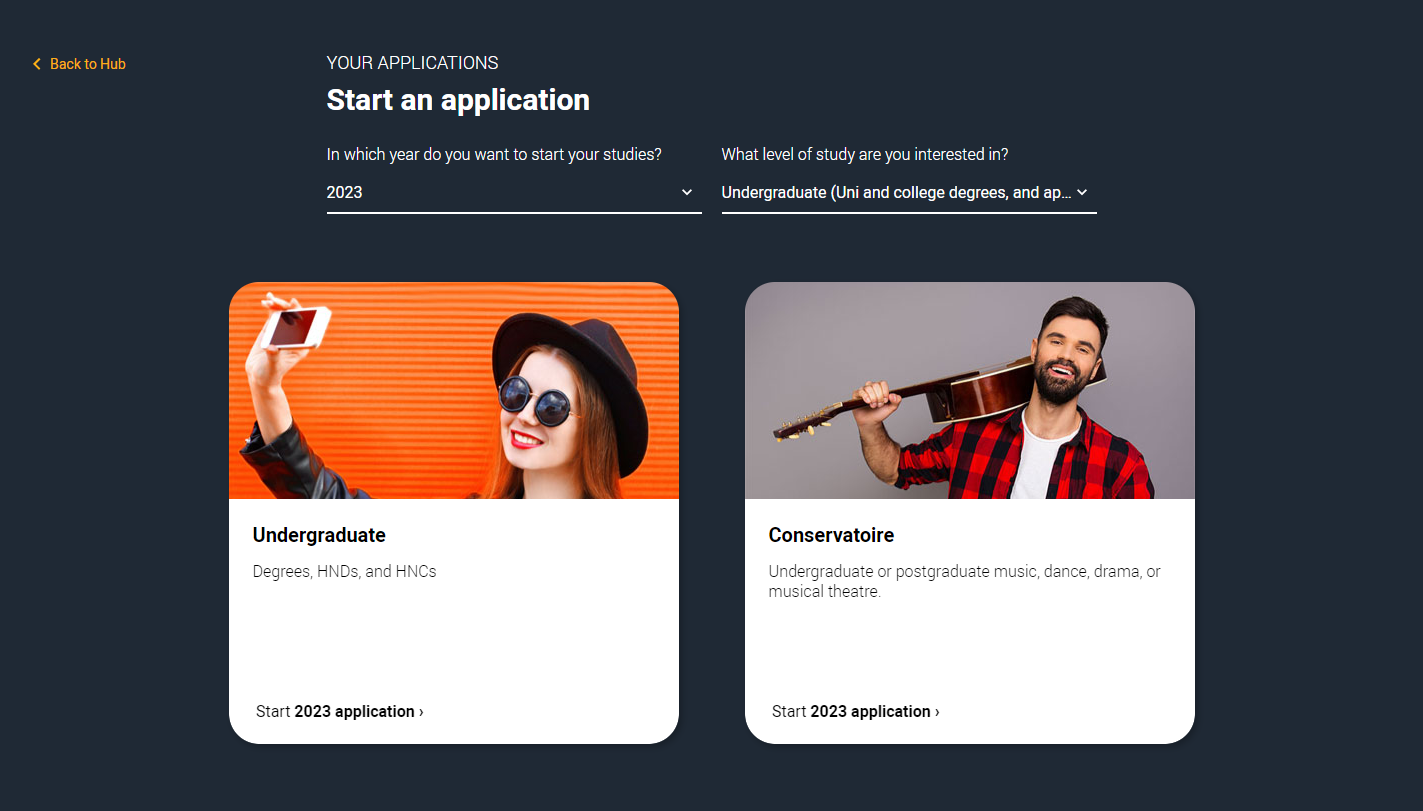 Back to Hub
YOUR APPLICATIONS
Start an application
In which year do you want to start your studies?
2023
What level of study are you interested in?
Undergraduate (Uni and college degrees, and ap...
Undergraduate
Degrees, HNDs, and HNCs
Start 2023 application ›
Conservatoire
Undergraduate or postgraduate music, dance, drama, or
musical theatre.
Start 2023 application ›